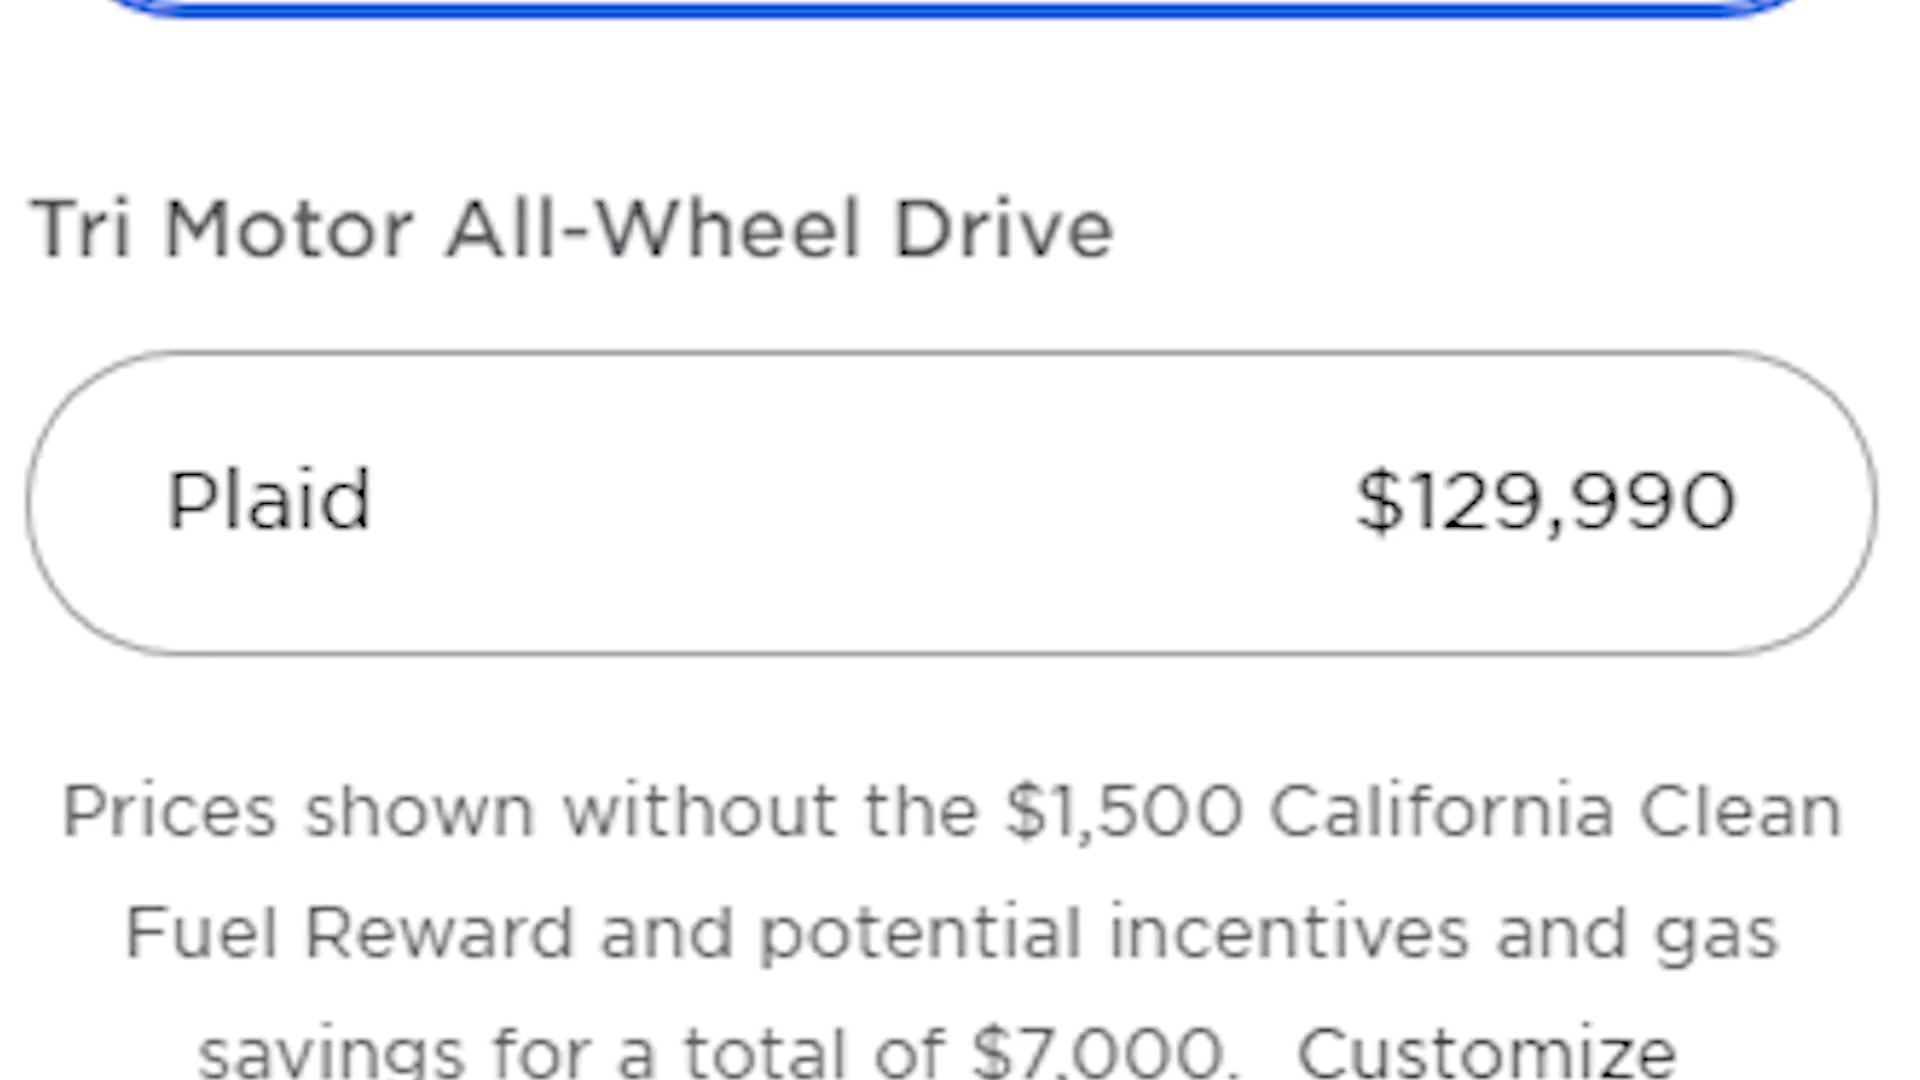 Tri Motor All-Wheel Drive
Plaid $129,990
Prices shown without the $1,500 California Clean
Fuel Reward and potential incentives and gas
savings for a total of $7,000. Customize